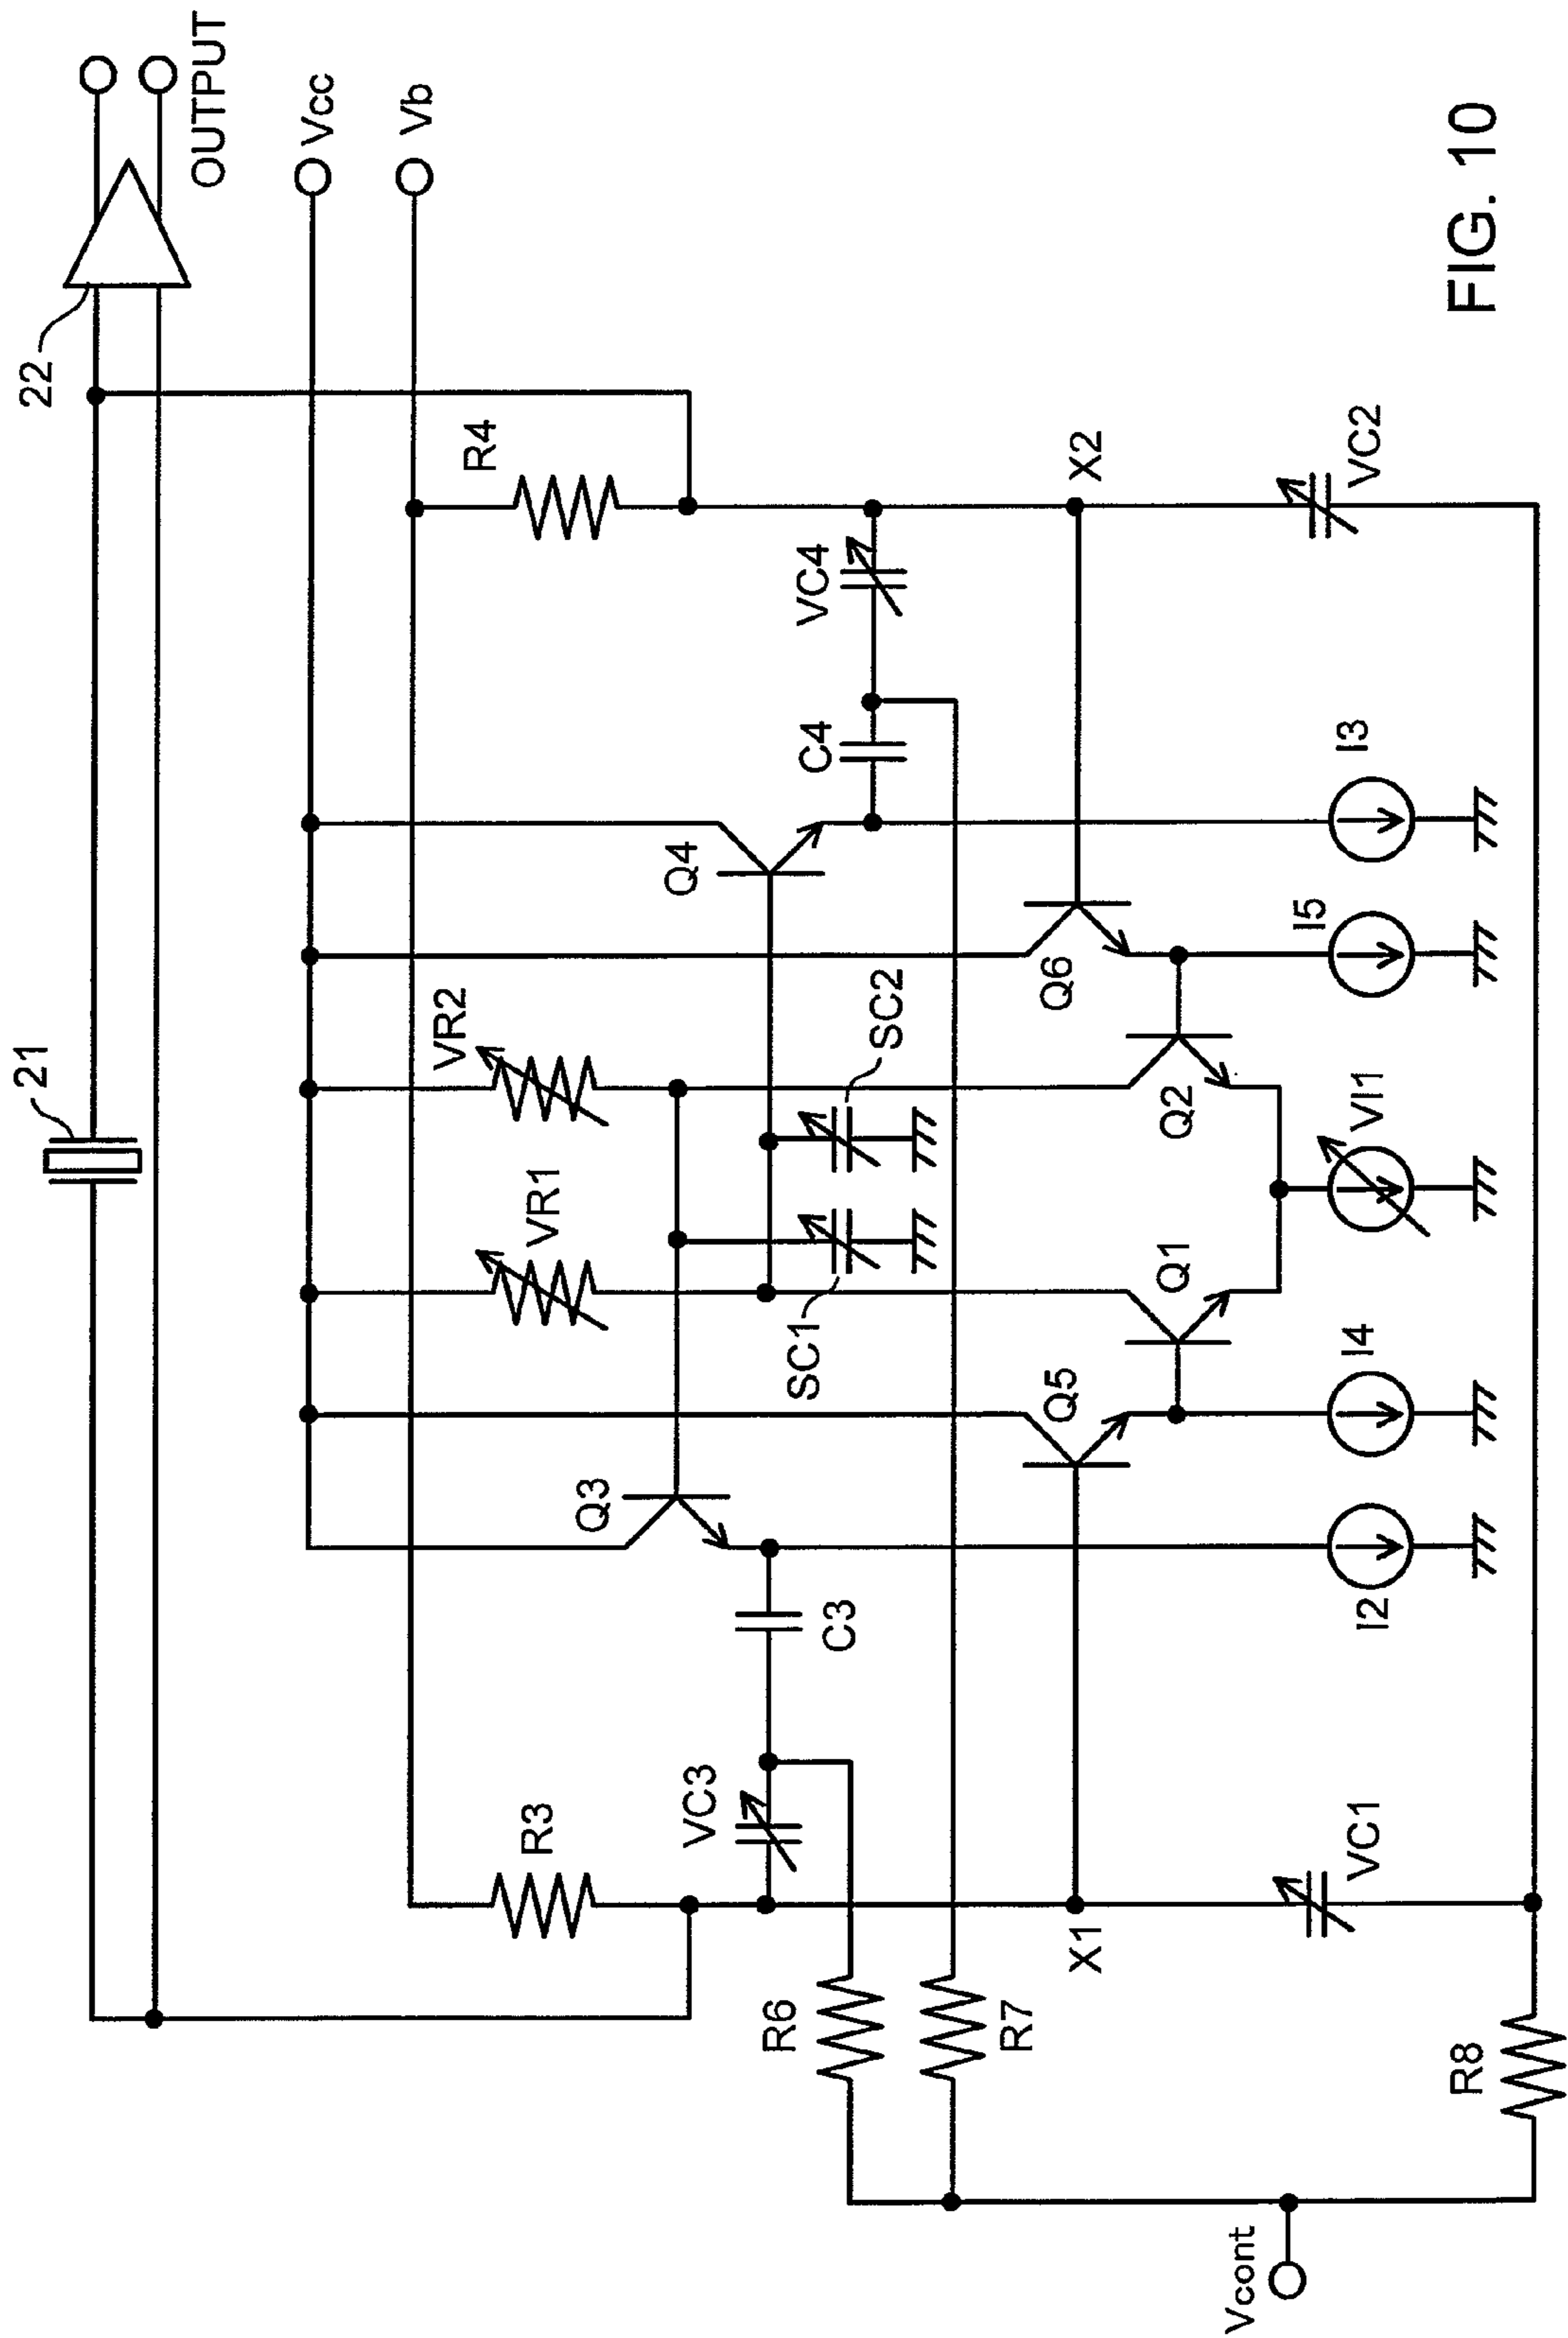 21
22
OUTPUT
Vcc
Vb
R3
R4
VR1
VR2
VC3
C3
Q3
Q4
C4
VC4
SC1
SC2
R6
R7
X1
Q5
Q6
X2
Q1
Q2
VC1
I2
I4
VI1
I5
I3
VC2
Vcont
R8
FIG. 10